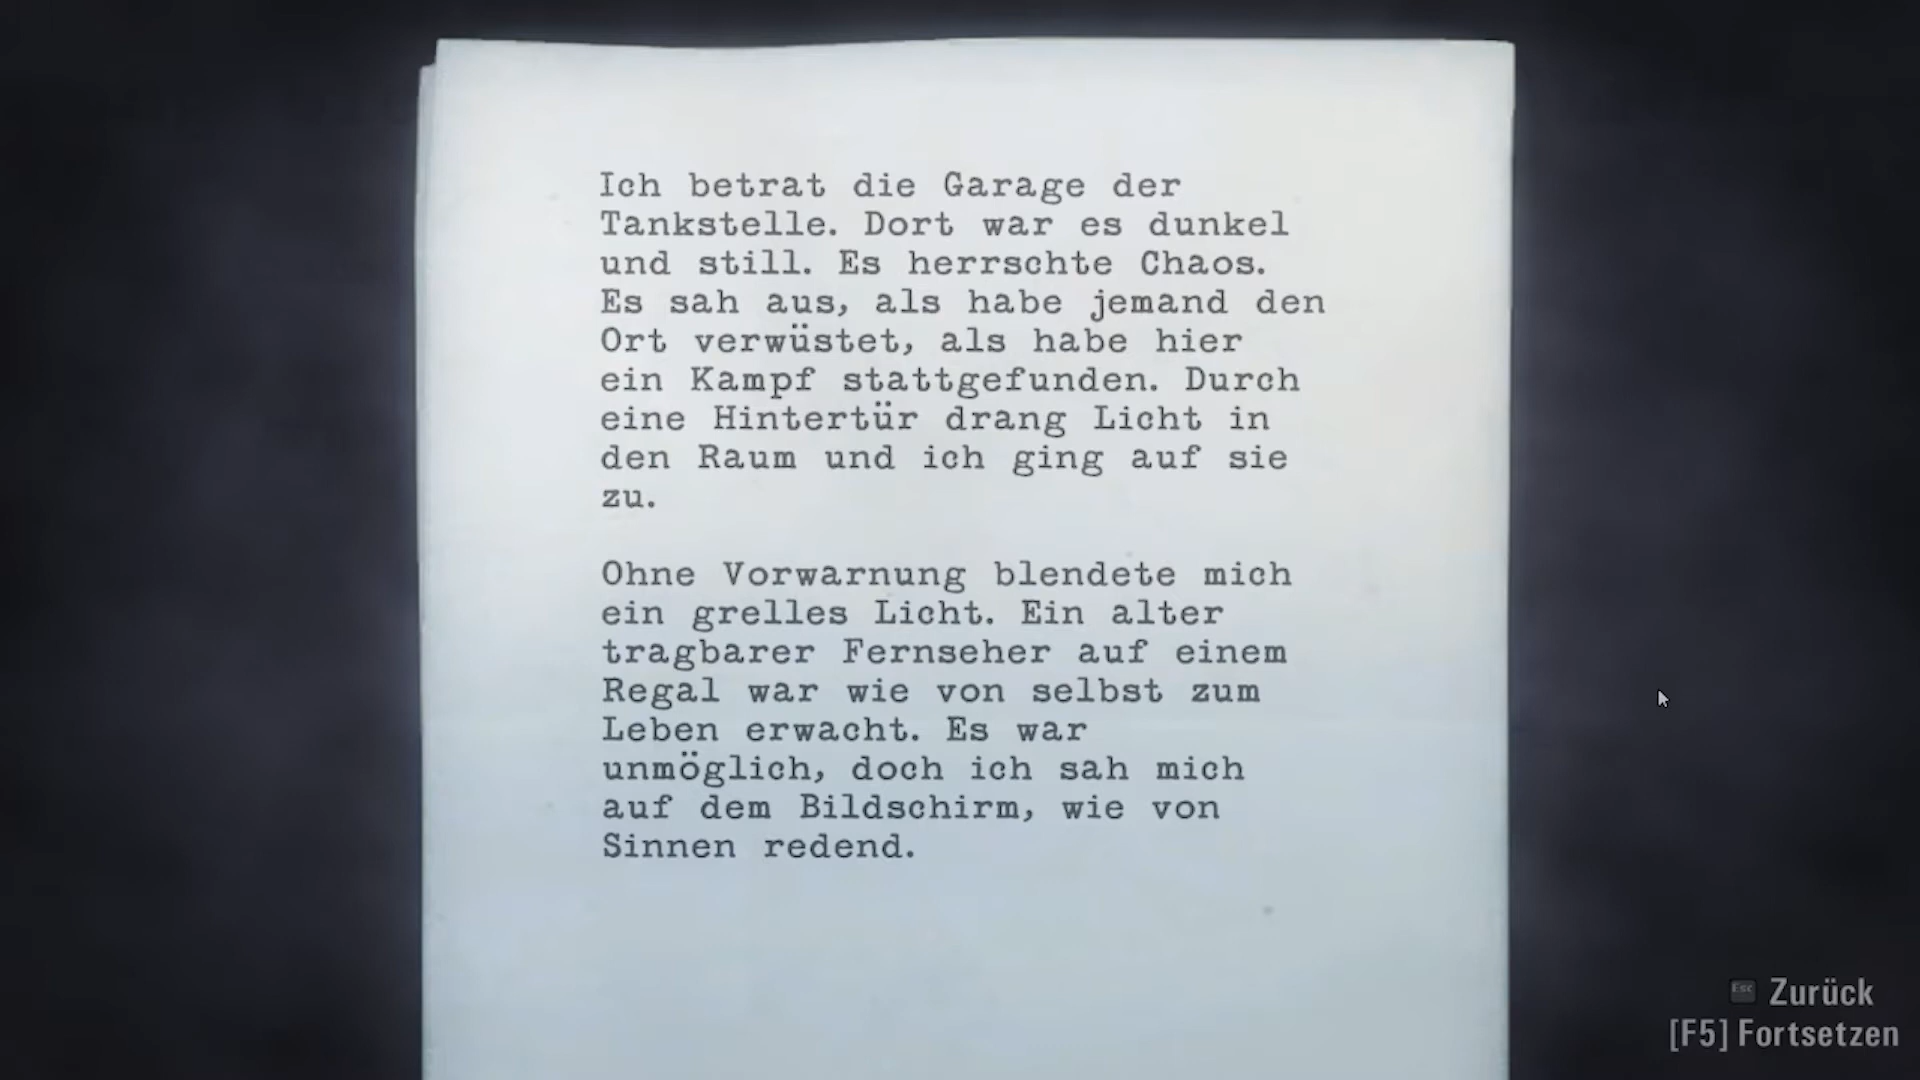 Ich betrat die Garage der
Tankstelle. Dort war es dunkel
und still. Es herrschte Chaos.
Es sah aus, als habe jemand den
Ort verwüstet, als habe hier
ein Kampf stattgefunden. Durch
eine Hintertür drang Licht in
den Raum und ich ging auf sie
zu.
Ohne Vorwarnung blendete mich
ein grelles Licht. Ein alter
tragbarer Fernseher auf einem
Regal war wie von selbst zum
Leben erwacht. Es war
unmöglich, doch ich sah mich
auf dem Bildschirm, wie von
Sinnen redend.
Esc Zurück
[F5] Fortsetzen